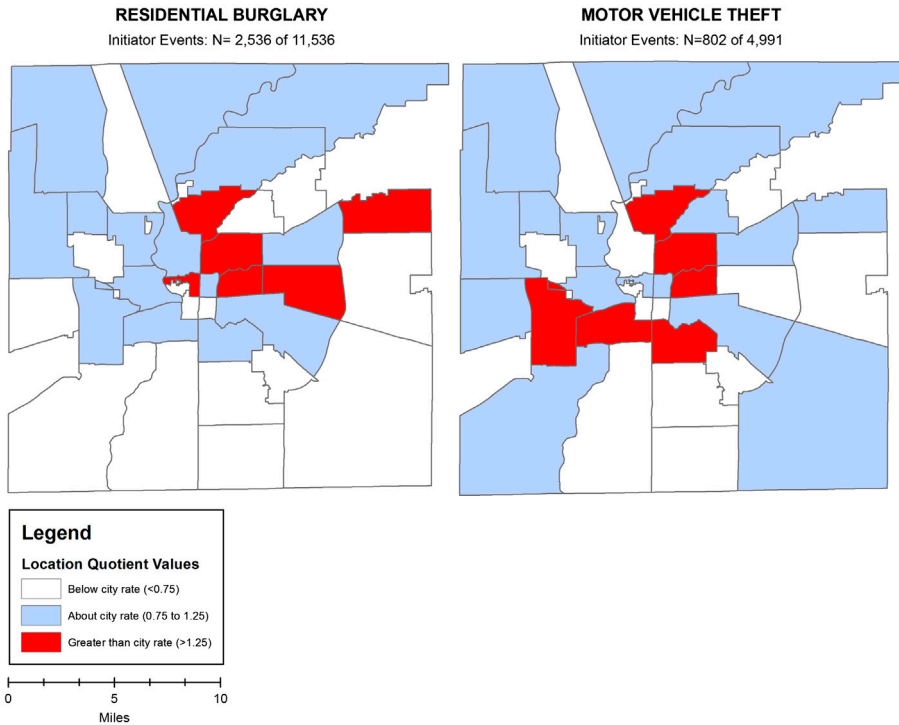 RESIDENTIAL BURGLARY
Initiator Events: N= 2,536 of 11,536
MOTOR VEHICLE THEFT
Initiator Events: N=802 of 4,991
Legend
Location Quotient Values
Below city rate (<0.75)
About city rate (0.75 to 1.25)
Greater than city rate (>1.25)
0 5 10
Miles